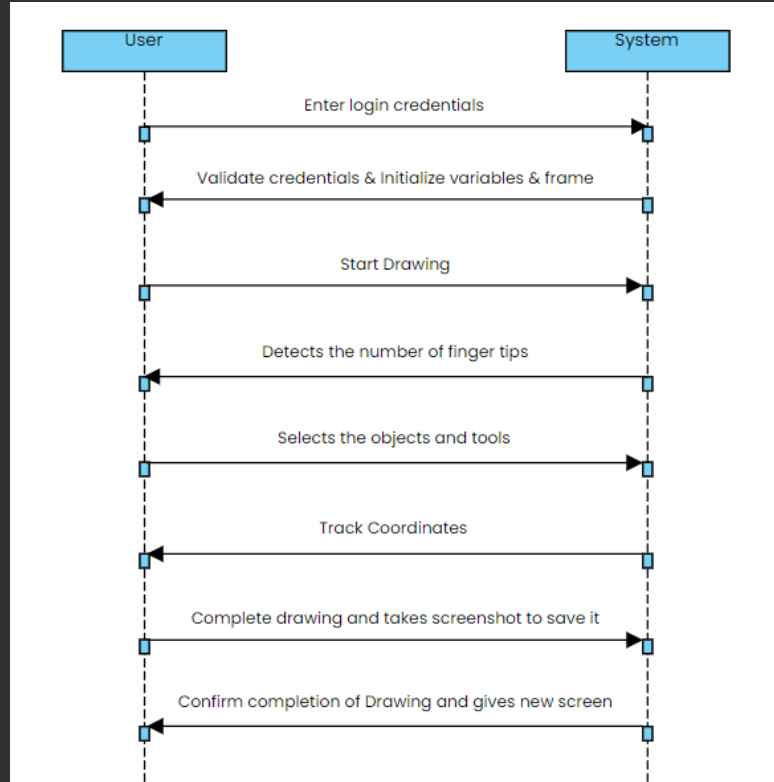 User
System
Enter login credentials
Validate credentials & Initialize variables & frame
Start Drawing
Detects the number of finger tips
Selects the objects and tools
Track Coordinates
Complete drawing and takes screenshot to save it
Confirm completion of Drawing and gives new screen